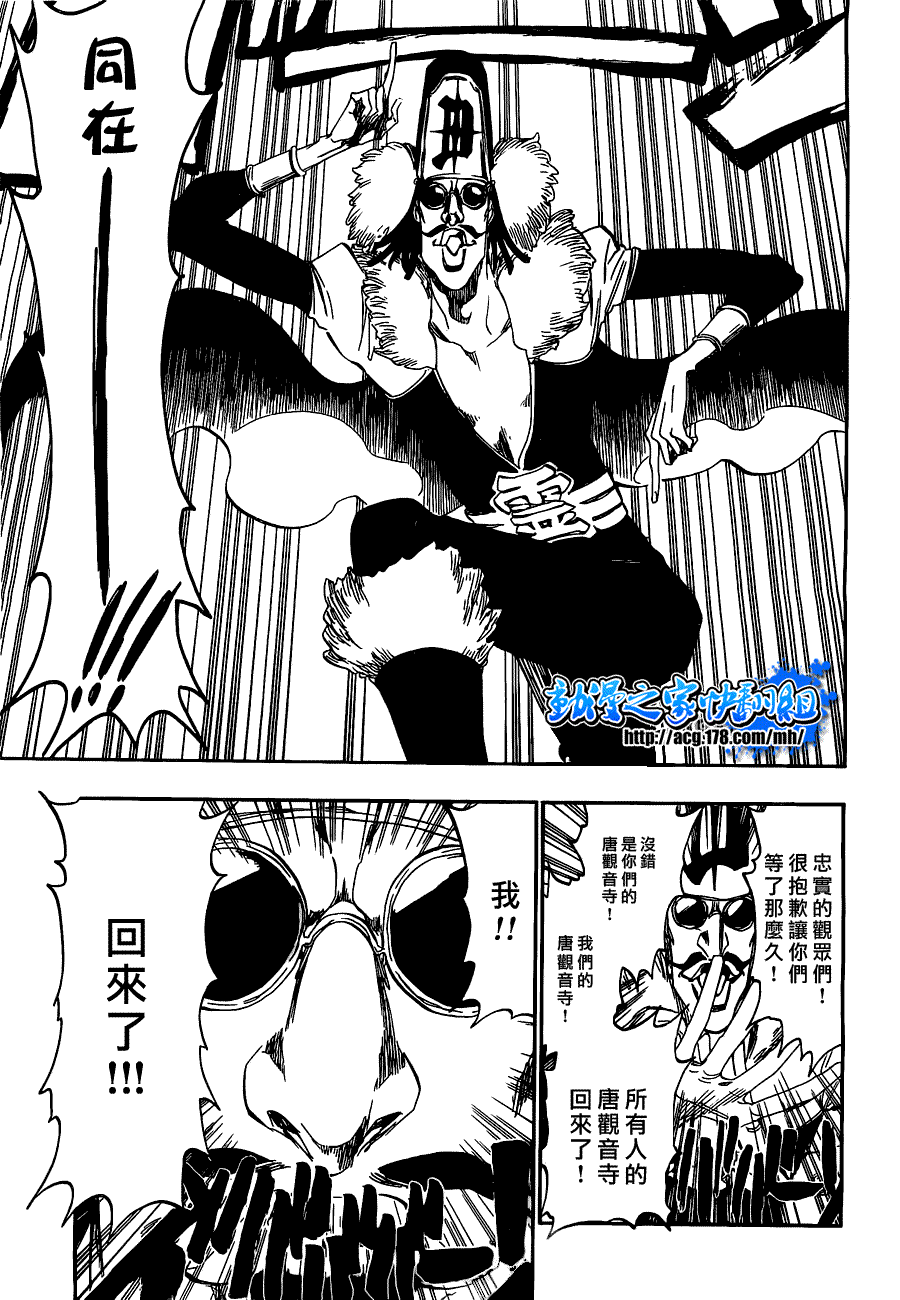 同在
——!!!
靈
動漫之家快翻組
http://acg.178.com/mh/
忠實的觀眾們！
很抱歉讓你們
等了那麼久！
沒錯
是你們的
唐觀音寺！
我們的
唐觀音寺！
所有人的
唐觀音寺
回來了！
我!!
回來了!!!